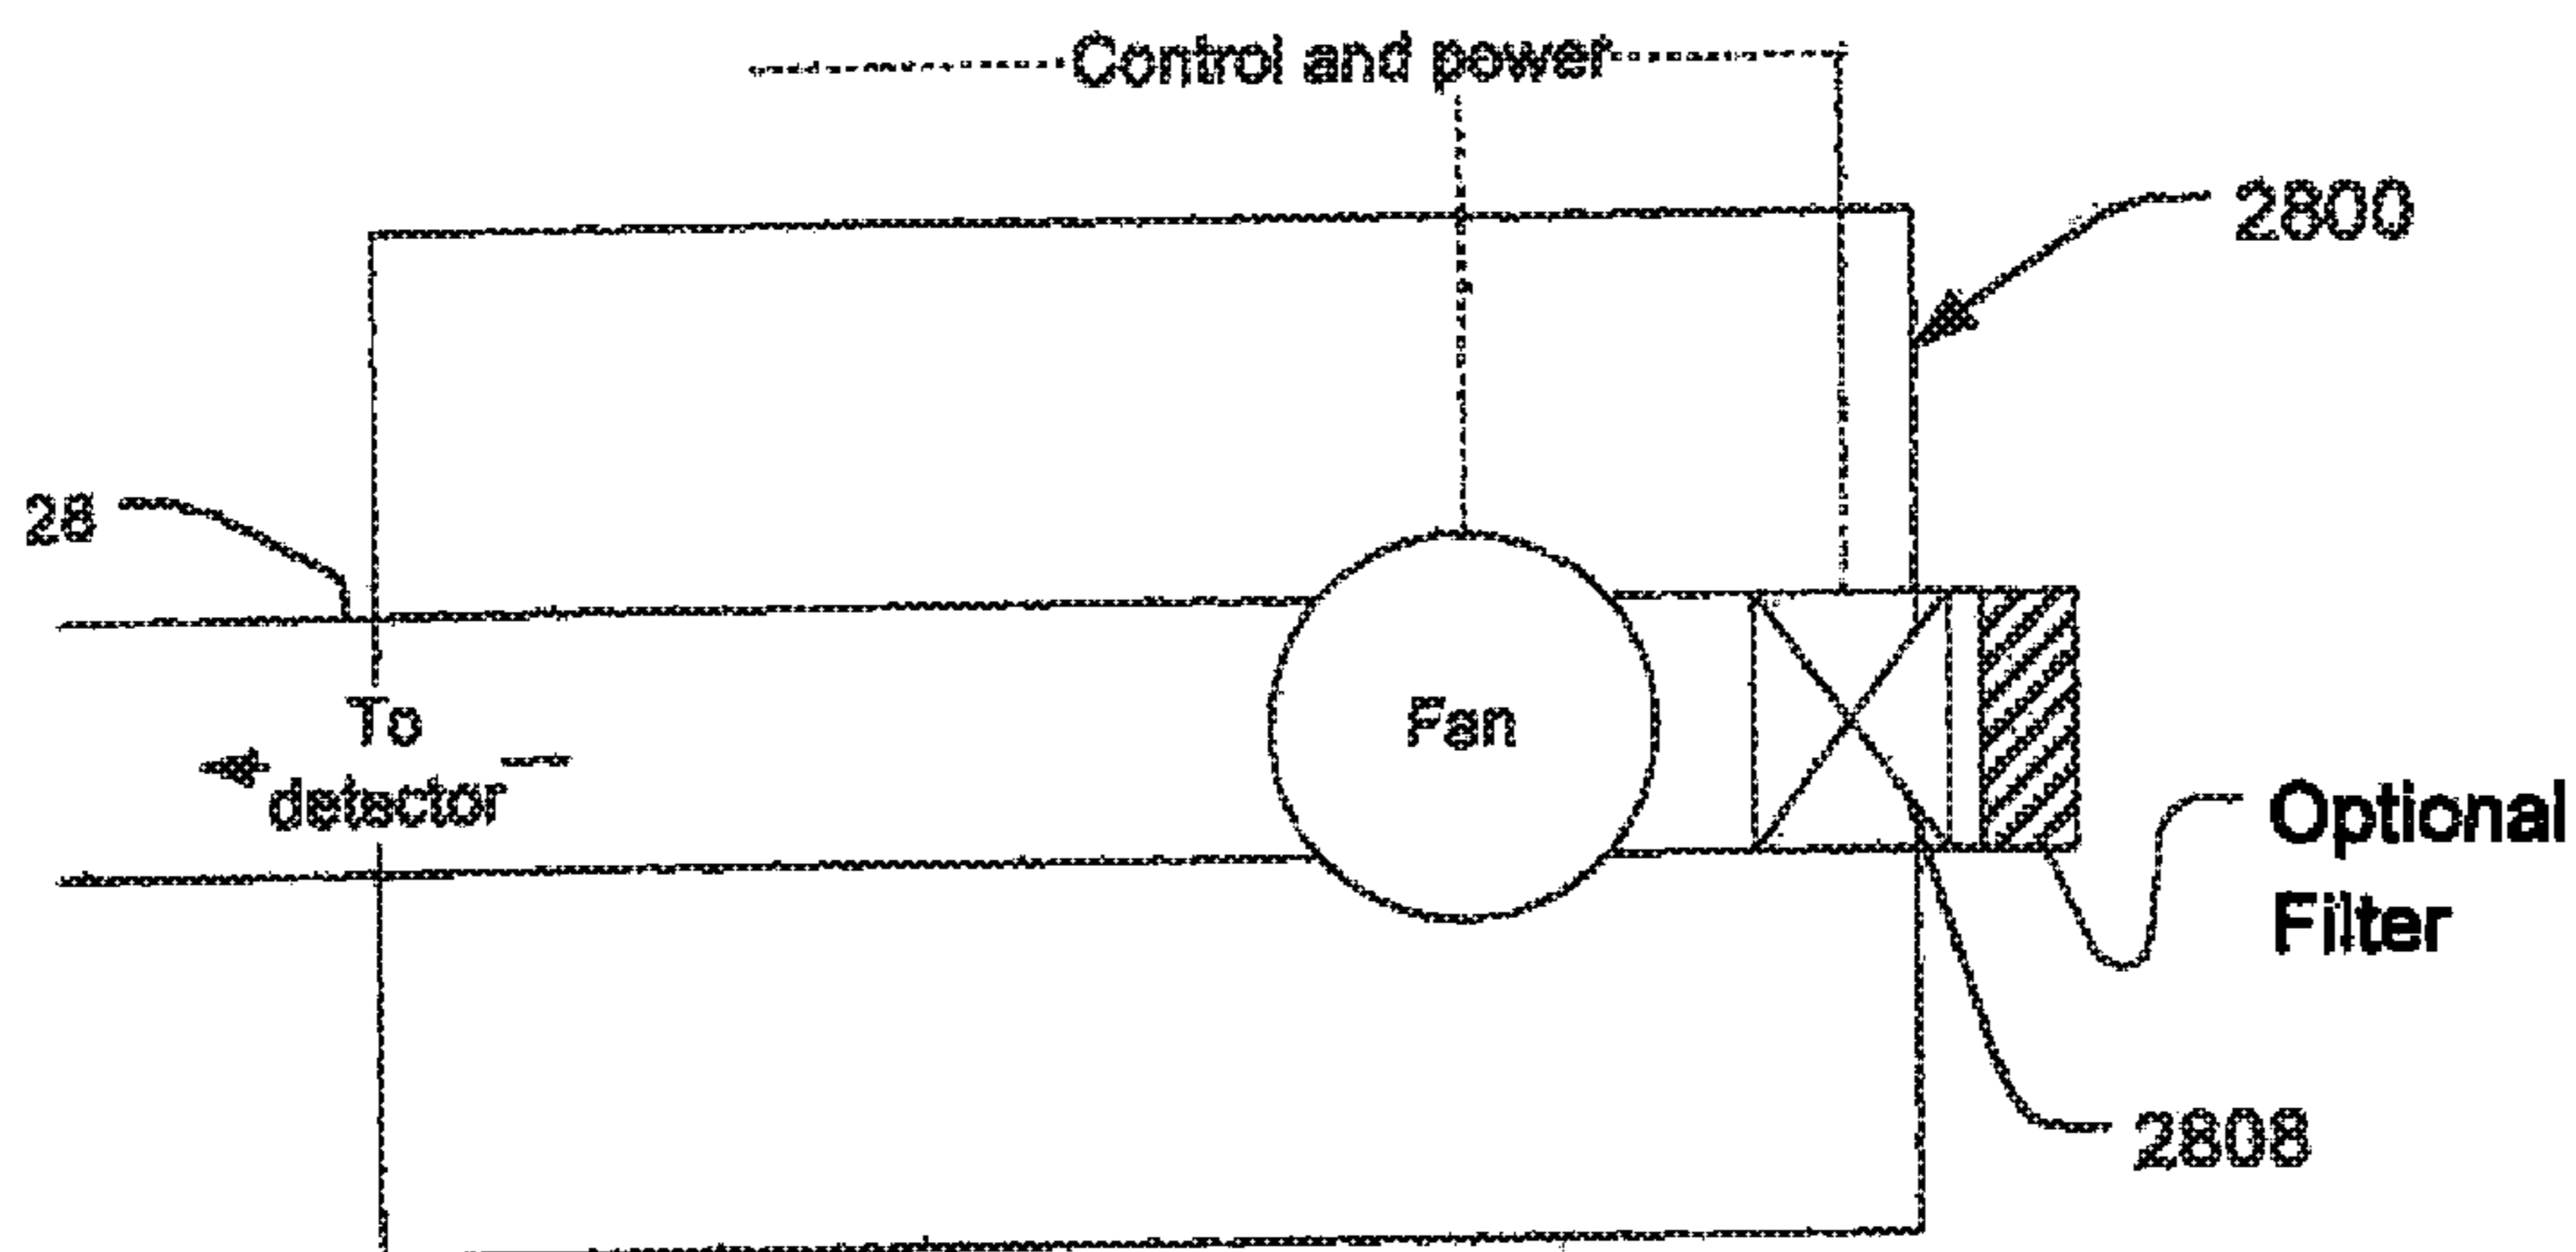 Control and power
2800
28
To
detector
Fan
Optional
Filter
2808